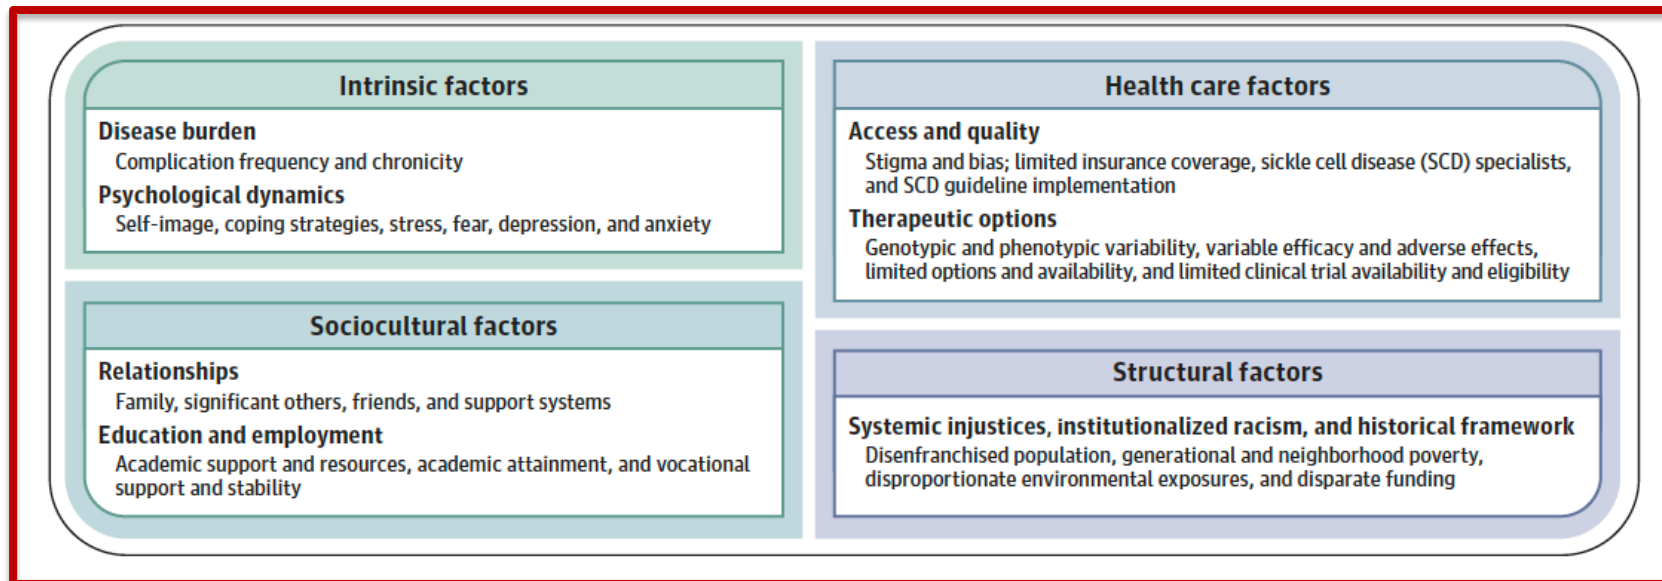 Intrinsic factors
Disease burden
Complication frequency and chronicity
Psychological dynamics
Self-image, coping strategies, stress, fear, depression, and anxiety
Health care factors
Access and quality
Stigma and bias; limited insurance coverage, sickle cell disease (SCD) specialists,
and SCD guideline implementation
Therapeutic options
Genotypic and phenotypic variability, variable efficacy and adverse effects,
limited options and availability, and limited clinical trial availability and eligibility
Sociocultural factors
Relationships
Family, significant others, friends, and support systems
Education and employment
Academic support and resources, academic attainment, and vocational
support and stability
Structural factors
Systemic injustices, institutionalized racism, and historical framework
Disenfranchised population, generational and neighborhood poverty,
disproportionate environmental exposures, and disparate funding